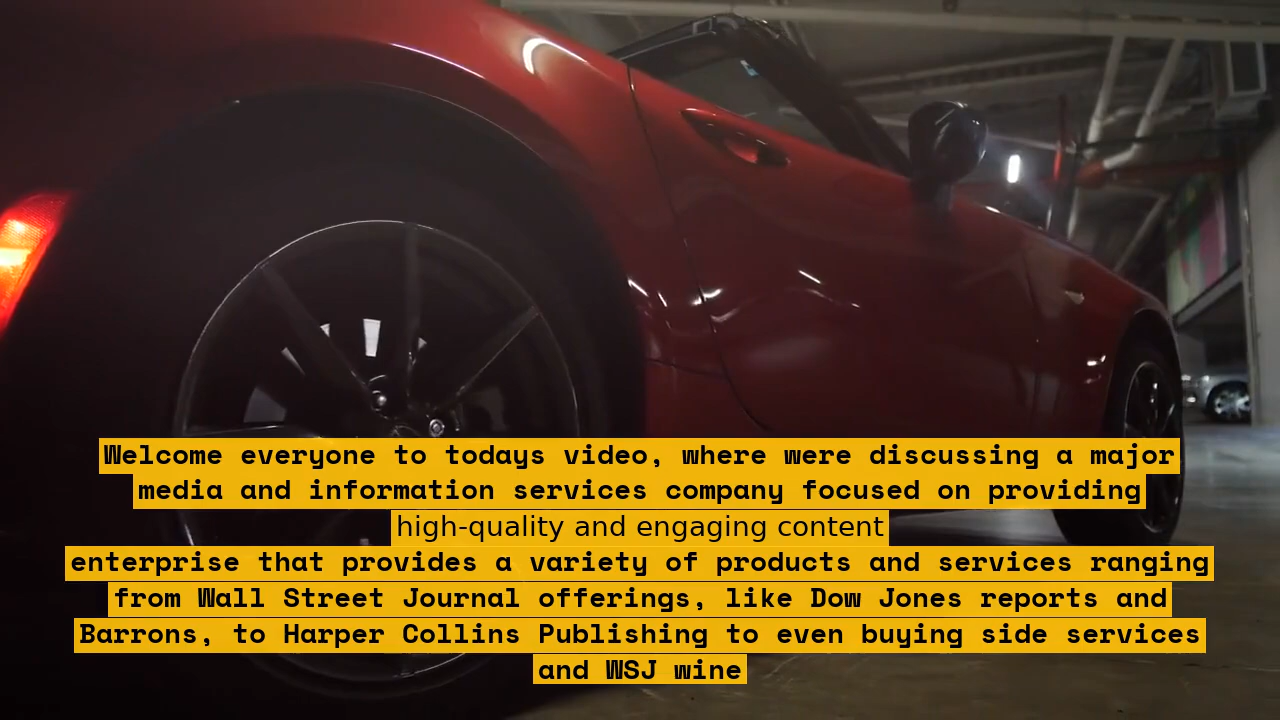 Welcome everyone to todays video, where were discussing a major
media and information services company focused on providing
high-quality and engaging content
enterprise that provides a variety of products and services ranging
from Wall Street Journal offerings, like Dow Jones reports and
Barrons, to Harper Collins Publishing to even buying side services
and WSJ wine